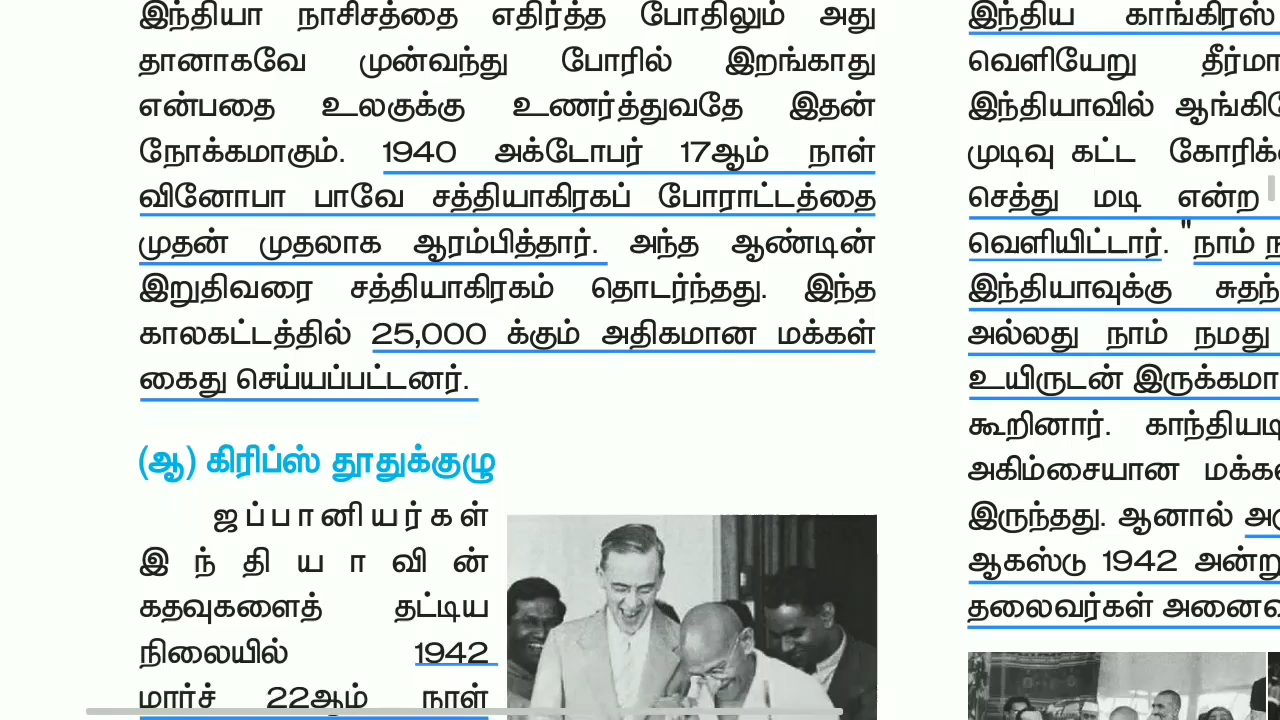 இந்தியா நாசிசத்தை எதிர்த்த போதிலும் அது
தானாகவே முன்வந்து போரில் இறங்காது
என்பதை உலகுக்கு உணர்த்துவதே இதன்
நோக்கமாகும். 1940 அக்டோபர் 17ஆம் நாள்
வினோபா பாவே சத்தியாகிரகப் போராட்டத்தை
முதன் முதலாக ஆரம்பித்தார். அந்த ஆண்டின்
இறுதிவரை சத்தியாகிரகம் தொடர்ந்தது. இந்த
காலகட்டத்தில் 25,000 க்கும் அதிகமான மக்கள்
கைது செய்யப்பட்டனர்.
(ஆ) கிரிப்ஸ் தூதுக்குழு
ஜப்பானியர்கள்
இந்தியாவின்
கதவுகளைத் தட்டிய
நிலையில் 1942
மார்ச் 22ஆம் நாள்
இந்திய காங்கிரஸ்
வெளியேறு
இந்தியாவில்
முடிவு கட்ட
செத்து மடி என்ற
வெளியிட்டார். "நாம்
இந்தியாவுக்கு
அல்லது நாம் நமது
உயிருடன்
கூறினார்.
அகிம்சையான
இருந்தது. ஆனால்
ஆகஸ்டு 1942
தலைவர்கள்